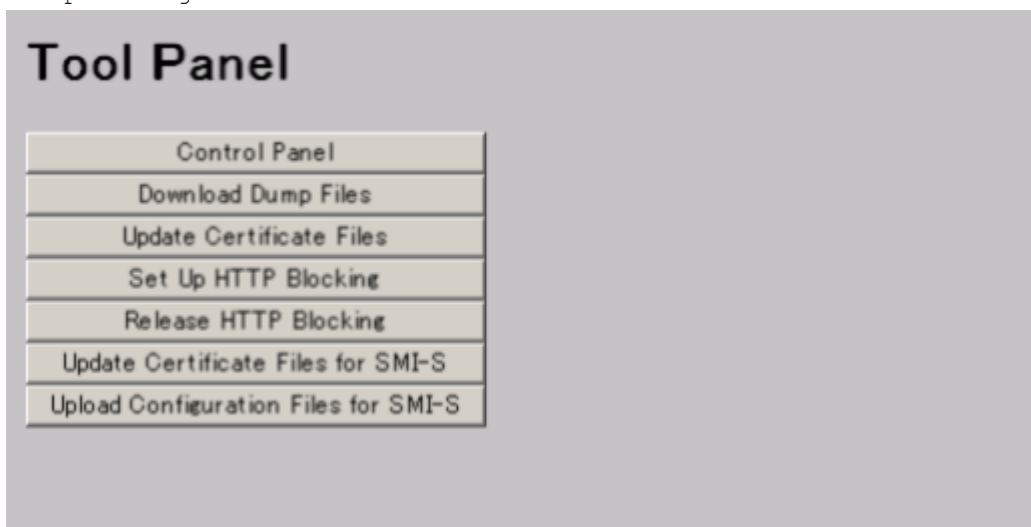 Tool Panel
Control Panel
Download Dump Files
Update Certificate Files
Set Up HTTP Blocking
Release HTTP Blocking
Update Certificate Files for SMI-S
Upload Configuration Files for SMI-S